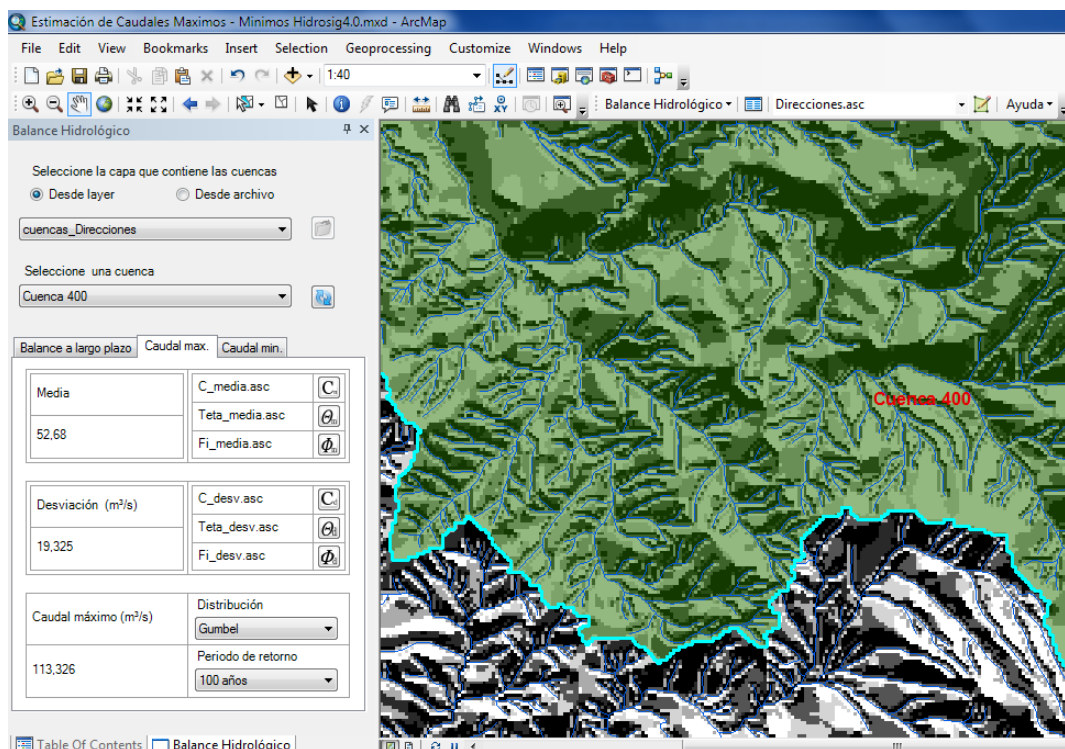 Estimación de Caudales Maximos - Minimos Hidrosig4.0.mxd - ArcMap
File Edit View Bookmarks Insert Selection Geoprocessing Customize Windows Help
1:40
Balance Hidrológico Direcciones.asc Ayuda
Balance Hidrológico
Seleccione la capa que contiene las cuencas
Desde layer Desde archivo
cuencas_Direcciones
Seleccione una cuenca
Cuenca 400
Balance a largo plazo Caudal max. Caudal min.
Media
52,68
C_media.asc
Teta_media.asc
Fi_media.asc
Desviación (m³/s)
19,325
C_desv.asc
Teta_desv.asc
Fi_desv.asc
Caudal máximo (m³/s)
113,326
Distribución
Gumbel
Periodo de retorno
100 años
Table Of Contents Balance Hidrológico
Cuenca 400